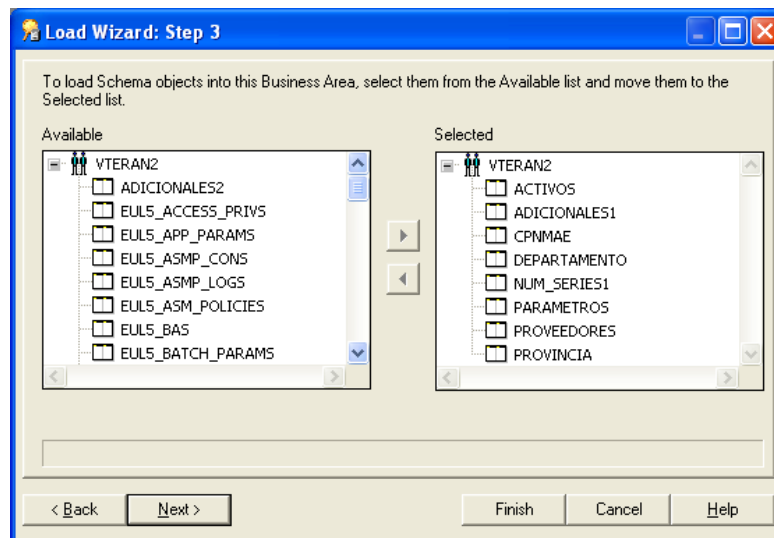 Load Wizard: Step 3
To load Schema objects into this Business Area, select them from the Available list and move them to the
Selected list.
Available
VTERAN2
ADICIONALES2
EUL5_ACCESS_PRIVS
EUL5_APP_PARAMS
EUL5_ASMP_CONS
EUL5_ASMP_LOGS
EUL5_ASM_POLICIES
EUL5_BAS
EUL5_BATCH_PARAMS
Selected
VTERAN2
ACTIVOS
ADICIONALES1
CPNMAE
DEPARTAMENTO
NUM_SERIES1
PARAMETROS
PROVEEDORES
PROVINCIA
< Back
Next >
Finish
Cancel
Help